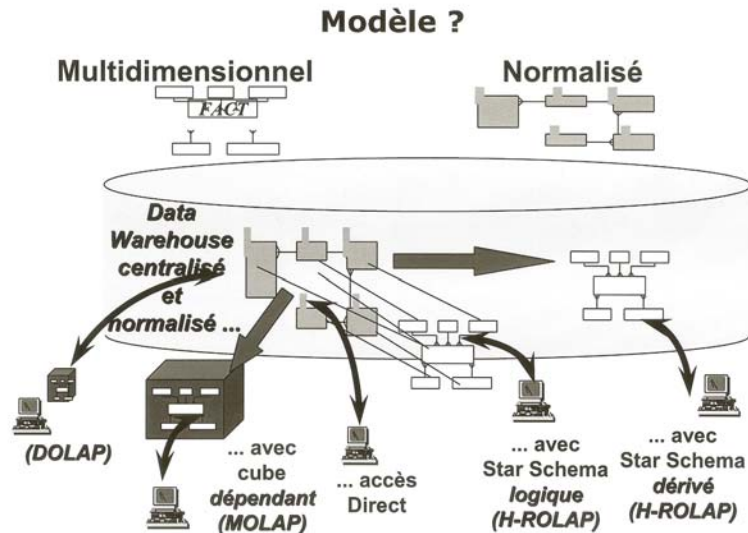 Modèle ?
Multidimensionnel
Normalisé
FACT
Data
Warehouse
centralisé
et
normalisé ...
(DOLAP)
... avec
cube
dépendant
(MOLAP)
... accès
Direct
... avec
Star Schema
logique
(H-ROLAP)
... avec
Star Schema
dérivé
(H-ROLAP)